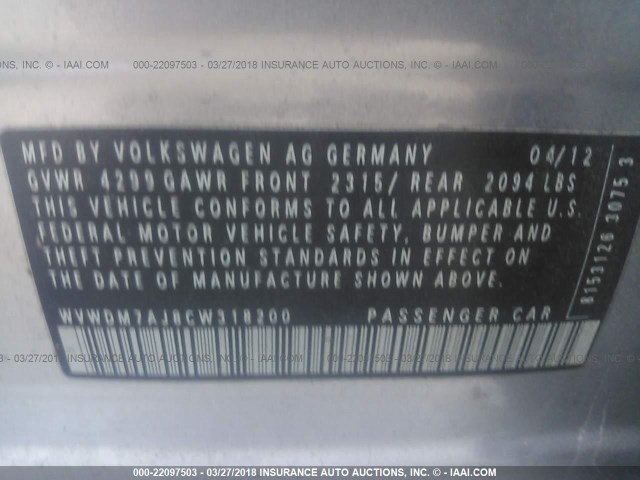 - IAAI.COM 000-22097503 - 03/27/2018 INSURANCE AUTO AUCTIONS, INC. © - IAAI.COM
MFD BY VOLKSWAGEN AG GERMANY 04/12
GVWR 4299 GAWR FRONT 2315/ REAR 2094 LBS
THIS VEHICLE CONFORMS TO ALL APPLICABLE U.S.
FEDERAL MOTOR VEHICLE SAFETY, BUMPER AND
THEFT PREVENTION STANDARDS IN EFFECT ON
THE DATE OF MANUFACTURE SHOWN ABOVE.
WVWDM7AJ8CW318200 PASSENGER CAR
8153126 3075 3
000-22097503 - 03/27/2018 INSURANCE AUTO AUCTIONS, INC. © - IAAI.COM